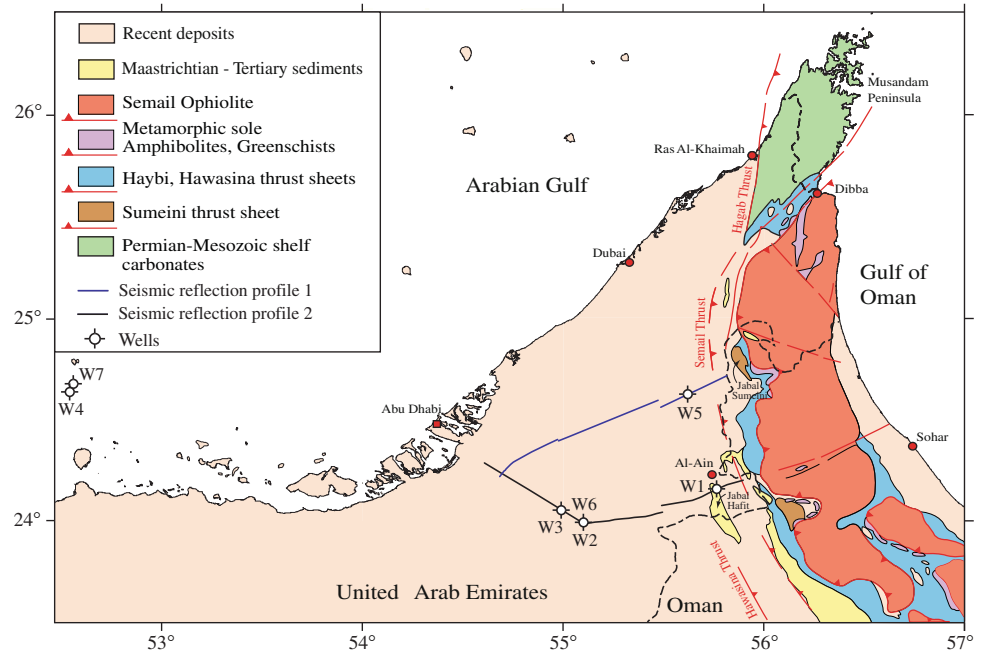 Recent deposits
Maastrichtian - Tertiary sediments
Semail Ophiolite
Metamorphic sole
Amphibolites, Greenschists
Haybi, Hawasina thrust sheets
Sumeini thrust sheet
Permian-Mesozoic shelf
carbonates
Seismic reflection profile 1
Seismic reflection profile 2
Wells
26°
25°
24°
53°
54°
55°
56°
57°
Arabian Gulf
Musandam
Peninsula
Ras Al-Khaimah
Hagab Thrust
Dibba
Dubai
Gulf of
Oman
Semail Thrust
W7
W4
Jabal
Sumeini
W5
Abu Dhabi
Sohar
Al-Ain
W1
Jabal
Hafit
W6
W3
W2
Hawasina Thrust
United Arab Emirates
Oman